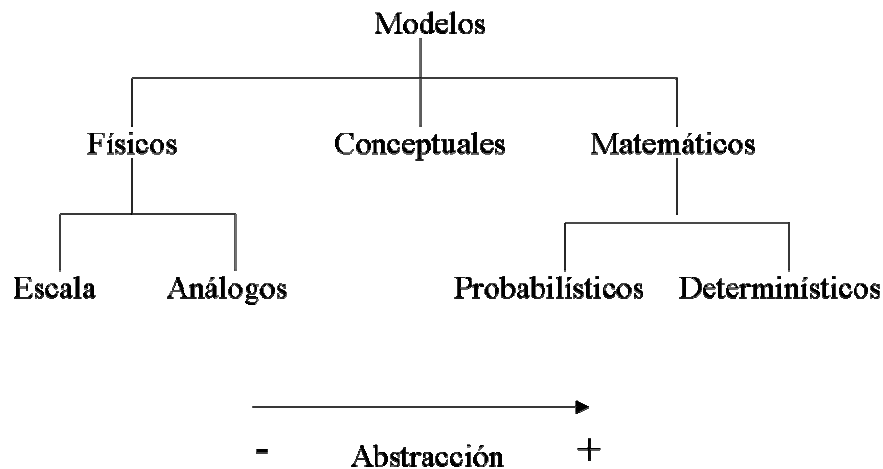 Modelos
Físicos Conceptuales Matemáticos
Escala Análogos Probabilísticos Determinísticos
- Abstracción +